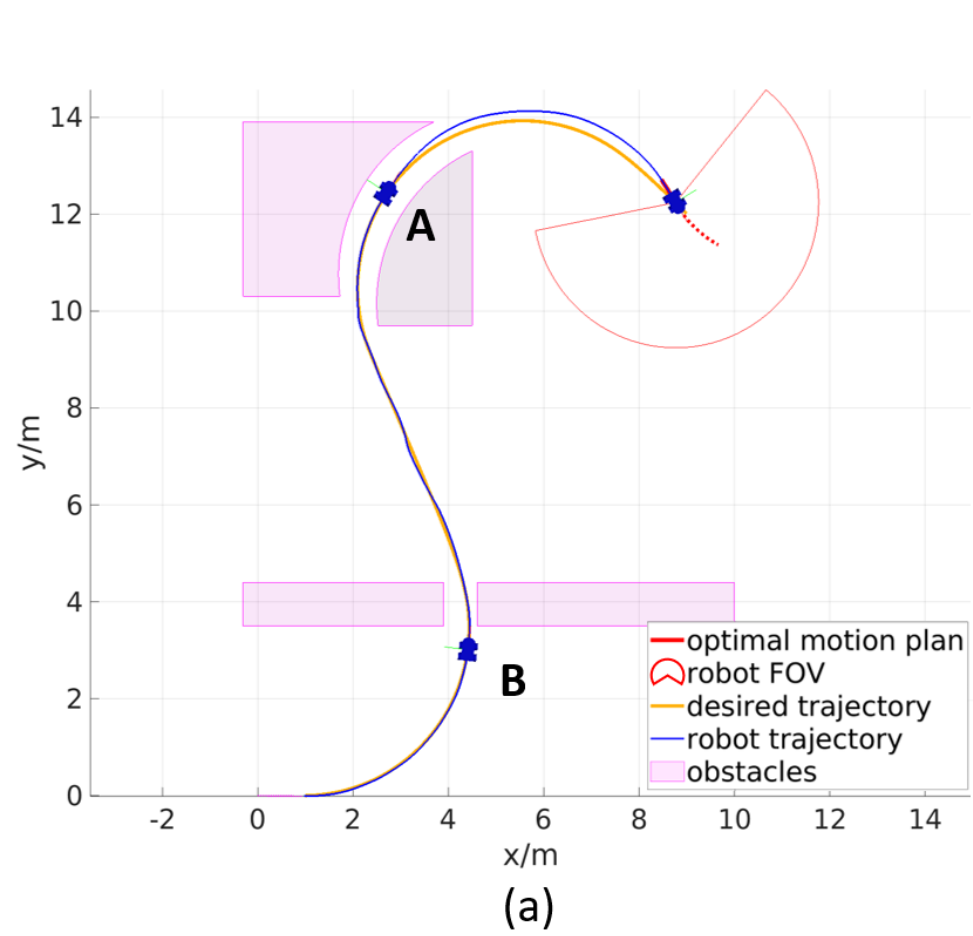 14
12
10
8
6
4
2
0
y/m
A
B
optimal motion plan
robot FOV
desired trajectory
robot trajectory
obstacles
-2 0 2 4 6 8 10 12 14
x/m
(a)